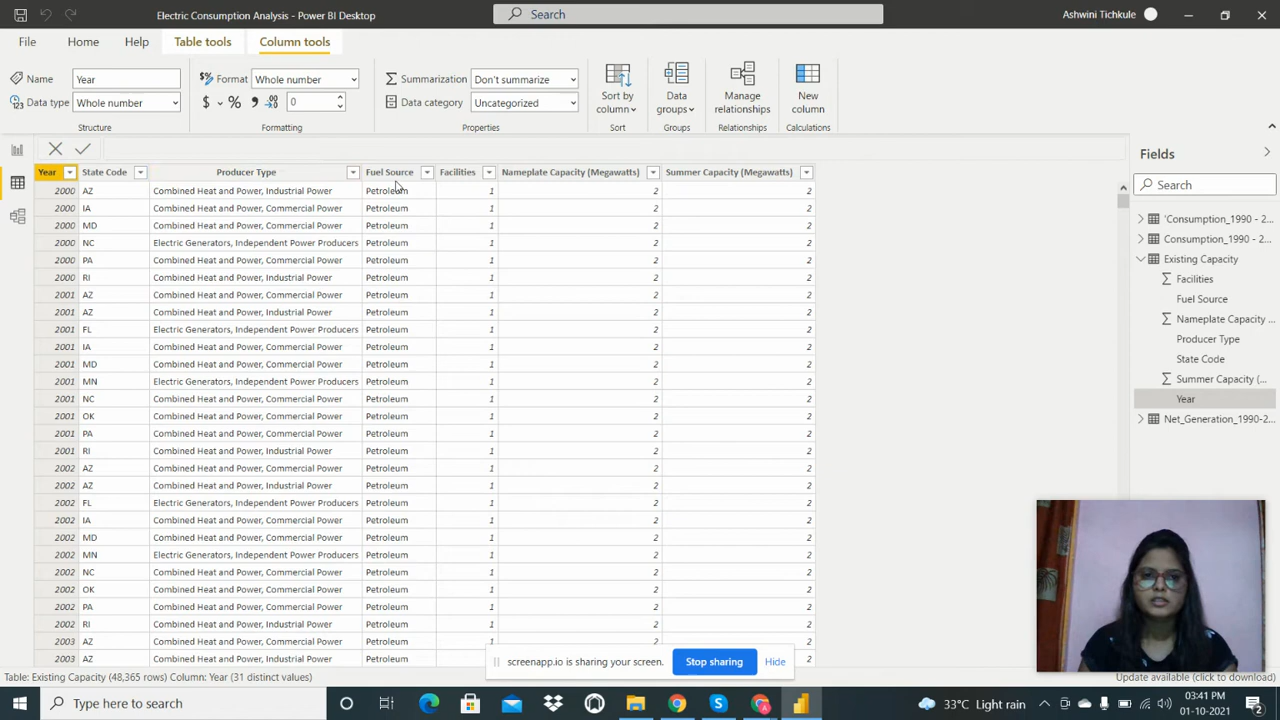 Electric Consumption Analysis - Power BI Desktop
Search
Ashwini Tichkule
File Home Help Table tools Column tools
Name Year
Data type Whole number
Structure
Format Whole number
$ % , 0
Formatting
Summarization Don't summarize
Data category Uncategorized
Properties
Sort by column
Sort
Data groups
Groups
Manage relationships
Relationships
New column
Calculations
Year State Code Producer Type Fuel Source Facilities Nameplate Capacity (Megawatts) Summer Capacity (Megawatts)
2000 AZ Combined Heat and Power, Industrial Power Petroleum 1 2 2
2000 IA Combined Heat and Power, Commercial Power Petroleum 1 2 2
2000 MD Combined Heat and Power, Commercial Power Petroleum 1 2 2
2000 NC Electric Generators, Independent Power Producers Petroleum 1 2 2
2000 PA Combined Heat and Power, Commercial Power Petroleum 1 2 2
2000 RI Combined Heat and Power, Industrial Power Petroleum 1 2 2
2001 AZ Combined Heat and Power, Commercial Power Petroleum 1 2 2
2001 AZ Combined Heat and Power, Industrial Power Petroleum 1 2 2
2001 FL Electric Generators, Independent Power Producers Petroleum 1 2 2
2001 IA Combined Heat and Power, Commercial Power Petroleum 1 2 2
2001 MD Combined Heat and Power, Commercial Power Petroleum 1 2 2
2001 MN Electric Generators, Independent Power Producers Petroleum 1 2 2
2001 NC Combined Heat and Power, Commercial Power Petroleum 1 2 2
2001 OK Combined Heat and Power, Commercial Power Petroleum 1 2 2
2001 PA Combined Heat and Power, Commercial Power Petroleum 1 2 2
2001 RI Combined Heat and Power, Industrial Power Petroleum 1 2 2
2002 AZ Combined Heat and Power, Commercial Power Petroleum 1 2 2
2002 AZ Combined Heat and Power, Industrial Power Petroleum 1 2 2
2002 FL Electric Generators, Independent Power Producers Petroleum 1 2 2
2002 IA Combined Heat and Power, Commercial Power Petroleum 1 2 2
2002 MD Combined Heat and Power, Commercial Power Petroleum 1 2 2
2002 MN Electric Generators, Independent Power Producers Petroleum 1 2 2
2002 NC Combined Heat and Power, Commercial Power Petroleum 1 2 2
2002 OK Combined Heat and Power, Commercial Power Petroleum 1 2 2
2002 PA Combined Heat and Power, Commercial Power Petroleum 1 2 2
2002 RI Combined Heat and Power, Industrial Power Petroleum 1 2 2
2003 AZ Combined Heat and Power, Commercial Power Petroleum 1 2 2
2003 AZ Combined Heat and Power, Industrial Power Petroleum 2
Fields
Search
'Consumption_1990 - 2...
Consumption_1990 - 2...
Existing Capacity
Facilities
Fuel Source
Nameplate Capacity ...
Producer Type
State Code
Summer Capacity (...
Year
Net_Generation_1990-2...
screenapp.io is sharing your screen. Stop sharing Hide
Table: Existing Capacity (48,365 rows) Column: Year (31 distinct values)
Update available (click to download)
Type here to search
33°C Light rain
03:41 PM
01-10-2021
2